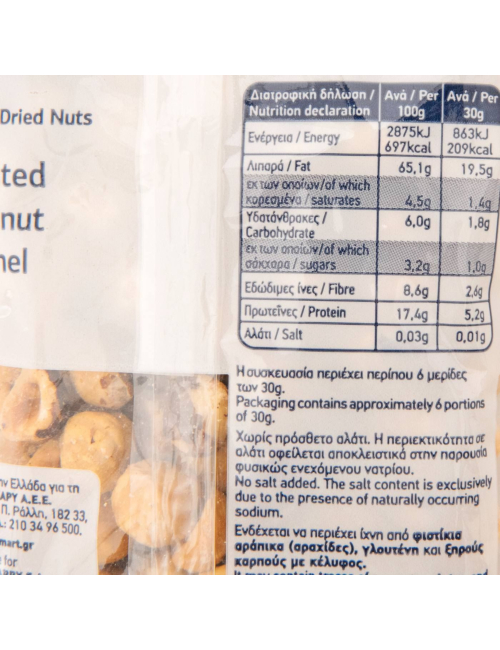 Dried Nuts
ted
nut
nel
Διατροφική δήλωση / Ανά / Per Ανά / Per
Nutrition declaration 100g 30g
Ενέργεια / Energy 2875kJ 863kJ
697kcal 209kcal
Λιπαρά / Fat 65,1g 19,5g
εκ των οποίων/of which
κορεσμένα / saturates 4,5g 1,4g
Υδατάνθρακες / 6,0g 1,8g
Carbohydrate
εκ των οποίων/of which
σάκχαρα / sugars 3,2g 1,0g
Εδώδιμες ίνες / Fibre 8,6g 2,6g
Πρωτεΐνες / Protein 17,4g 5,2g
Αλάτι / Salt 0,03g 0,01g
Η συσκευασία περιέχει περίπου 6 μερίδες
των 30g.
Packaging contains approximately 6 portions
of 30g.
Χωρίς πρόσθετο αλάτι. Η περιεκτικότητα σε
αλάτι οφείλεται αποκλειστικά στην παρουσία
φυσικώς ενεχόμενου νατρίου.
No salt added. The salt content is exclusively
due to the presence of naturally occurring
sodium.
Ενδέχεται να περιέχει ίχνη από φιστίκια
αράπικα (αραχίδες), γλουτένη και ξηρούς
καρπούς με κέλυφος.
ην Ελλάδα για τη
ΑΡΥ Α.Ε.Ε.
Π. Ράλλη, 182 33,
.: 210 34 96 500,
mart.gr
for